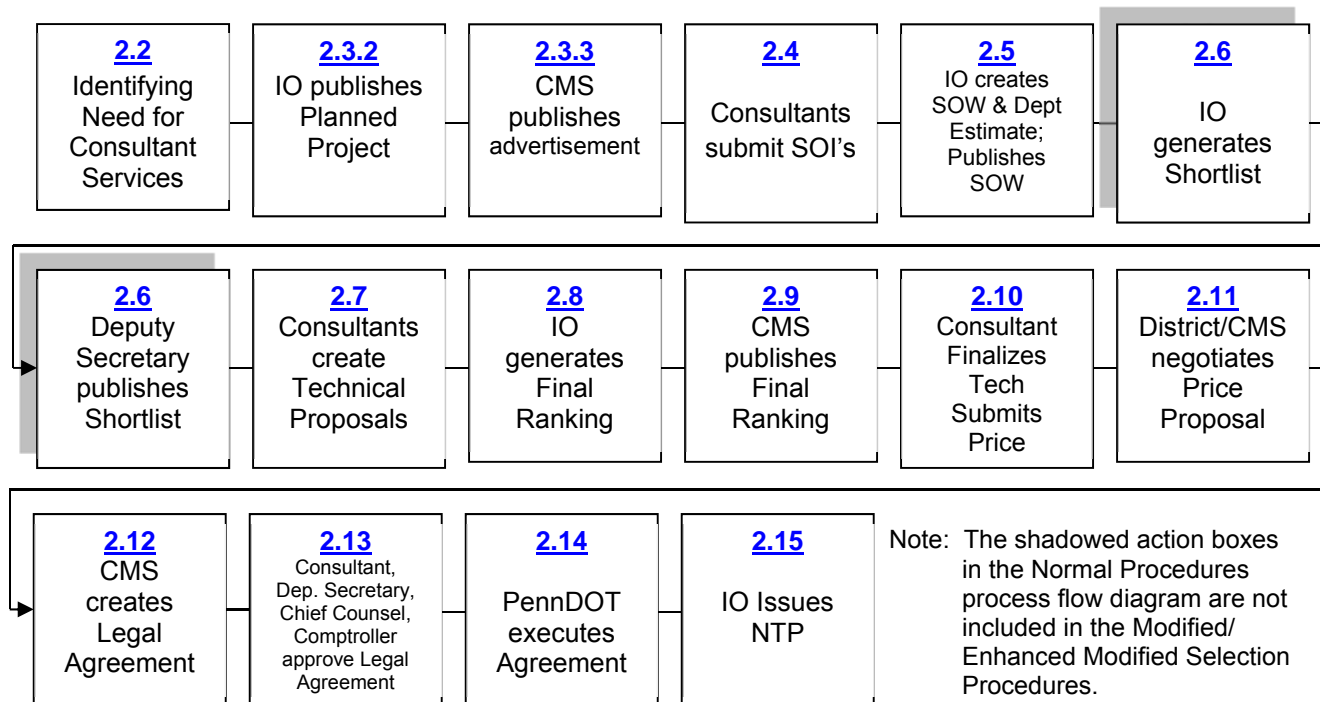 2.2
Identifying
Need for
Consultant
Services
2.3.2
IO publishes
Planned
Project
2.3.3
CMS
publishes
advertisement
2.4
Consultants
submit SOI's
2.5
IO creates
SOW & Dept
Estimate;
Publishes
SOW
2.6
IO
generates
Shortlist
2.6
Deputy
Secretary
publishes
Shortlist
2.7
Consultants
create
Technical
Proposals
2.8
IO
generates
Final
Ranking
2.9
CMS
publishes
Final
Ranking
2.10
Consultant
Finalizes
Tech
Submits
Price
2.11
District/CMS
negotiates
Price
Proposal
2.12
CMS
creates
Legal
Agreement
2.13
Consultant,
Dep. Secretary,
Chief Counsel,
Comptroller
approve Legal
Agreement
2.14
PennDOT
executes
Agreement
2.15
IO Issues
NTP
Note: The shadowed action boxes
in the Normal Procedures
process flow diagram are not
included in the Modified/
Enhanced Modified Selection
Procedures.